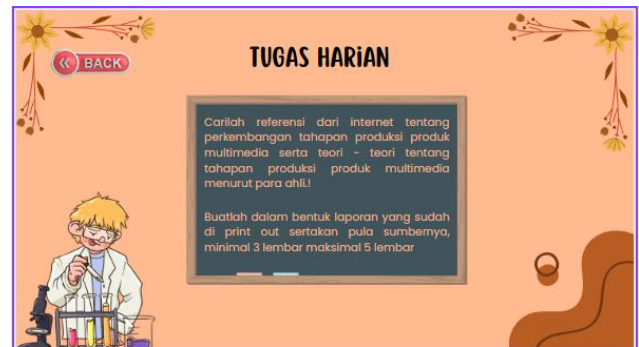 BACK
TUGAS HARiAN
Carilah referensi dari internet tentang
perkembangan tahapan produksi produk
multimedia serta teori - teori tentang
tahapan produksi produk multimedia
menurut para ahli.!
Buatlah dalam bentuk laporan yang sudah
di print out sertakan pula sumbernya,
minimal 3 lembar maksimal 5 lembar